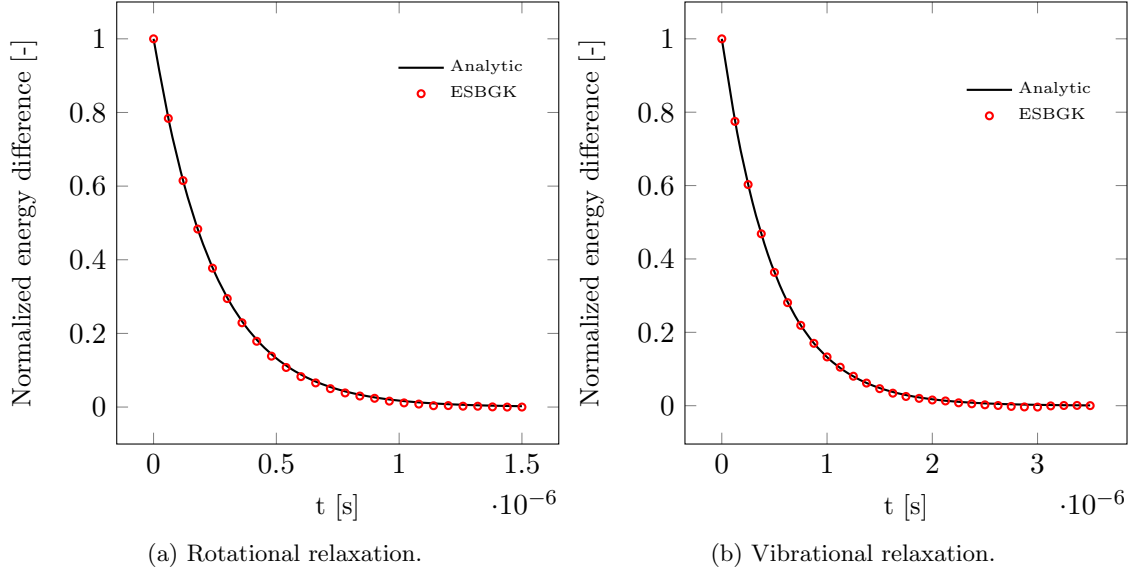 Normalized energy difference [-]
1
0.8
0.6
0.4
0.2
0
Analytic
ESBGK
0
0.5
1
1.5
·10⁻⁶
t [s]
(a) Rotational relaxation.
Normalized energy difference [-]
1
0.8
0.6
0.4
0.2
0
Analytic
ESBGK
0
1
2
3
·10⁻⁶
t [s]
(b) Vibrational relaxation.